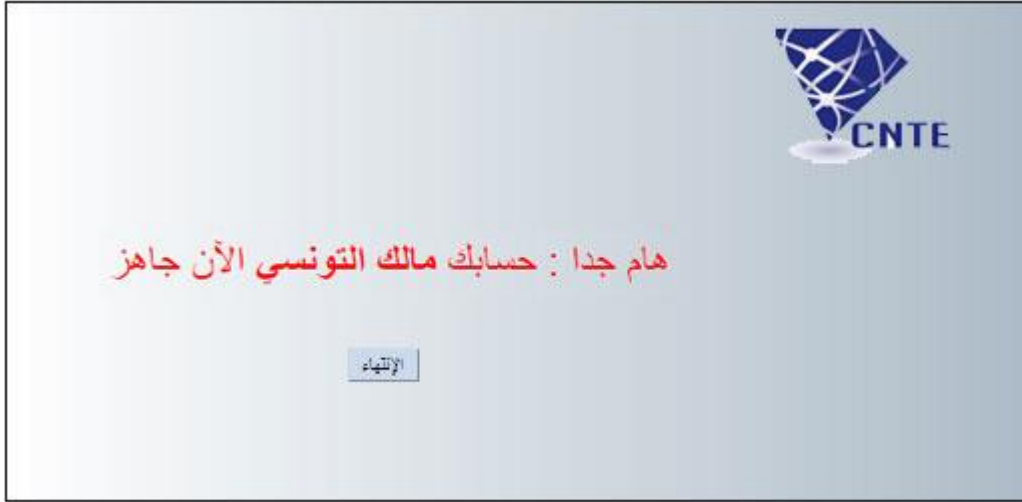 CNTE
هام جدا : حسابك مالك التونسي الآن جاهز
الإنتهاء